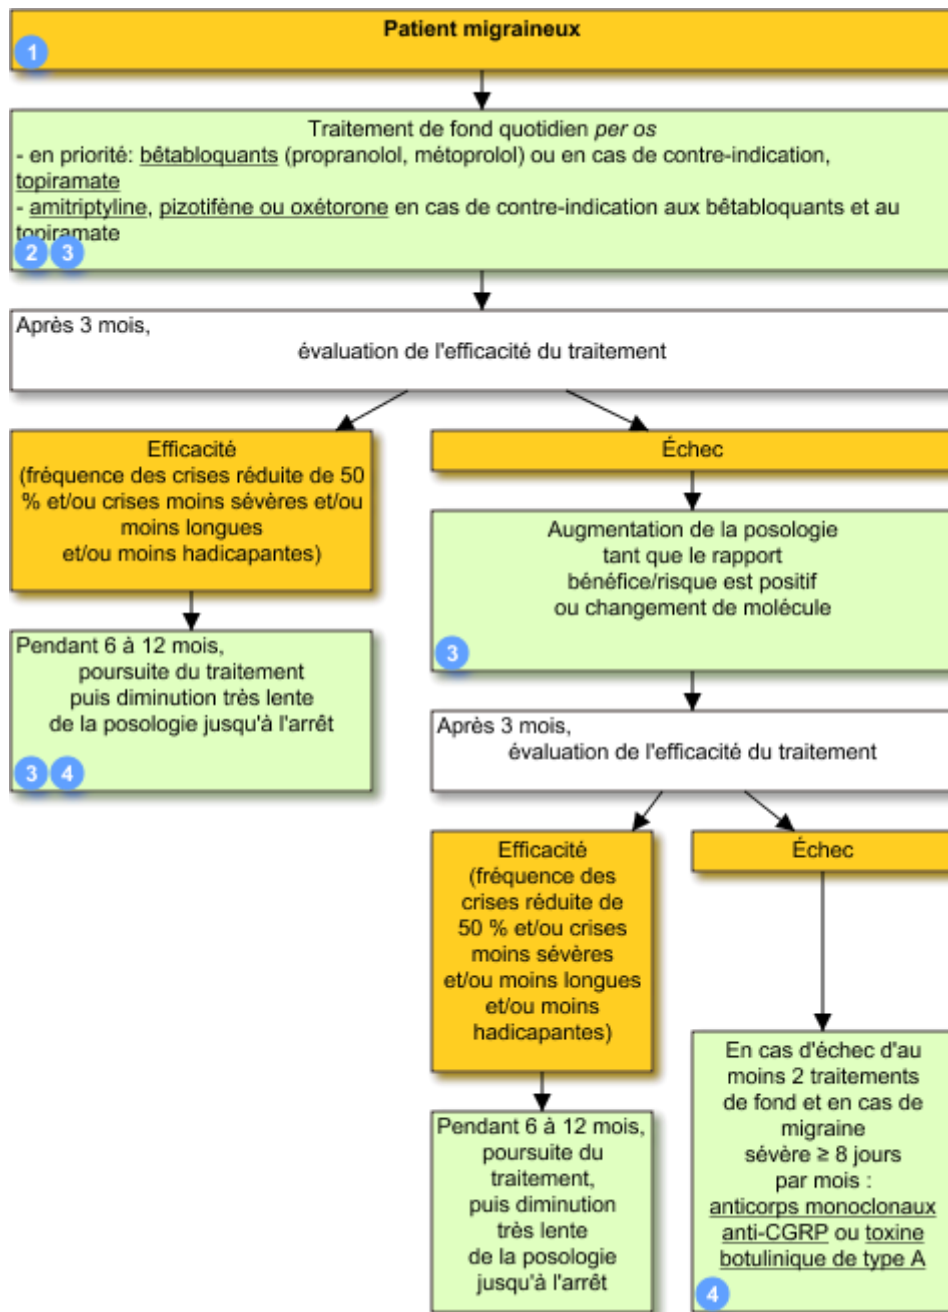 Patient migraineux
1
Traitement de fond quotidien per os
- en priorité: bêtabloquants (propranolol, métoprolol) ou en cas de contre-indication,
topiramate
- amitriptyline, pizotifène ou oxétorone en cas de contre-indication aux bêtabloquants et au
topiramate
2 3
Après 3 mois,
évaluation de l'efficacité du traitement
Efficacité
(fréquence des crises réduite de 50
% et/ou crises moins sévères et/ou
moins longues
et/ou moins hadicapantes)
Pendant 6 à 12 mois,
poursuite du traitement
puis diminution très lente
de la posologie jusqu'à l'arrêt
3 4
Échec
Augmentation de la posologie
tant que le rapport
bénéfice/risque est positif
ou changement de molécule
3
Après 3 mois,
évaluation de l'efficacité du traitement
Efficacité
(fréquence des
crises réduite de
50 % et/ou crises
moins sévères
et/ou moins longues
et/ou moins
hadicapantes)
Pendant 6 à 12 mois,
poursuite du
traitement,
puis diminution
très lente
de la posologie
jusqu'à l'arrêt
Échec
En cas d'échec d'au
moins 2 traitements
de fond et en cas de
migraine
sévère ≥ 8 jours
par mois :
anticorps monoclonaux
anti-CGRP ou toxine
botulinique de type A
4